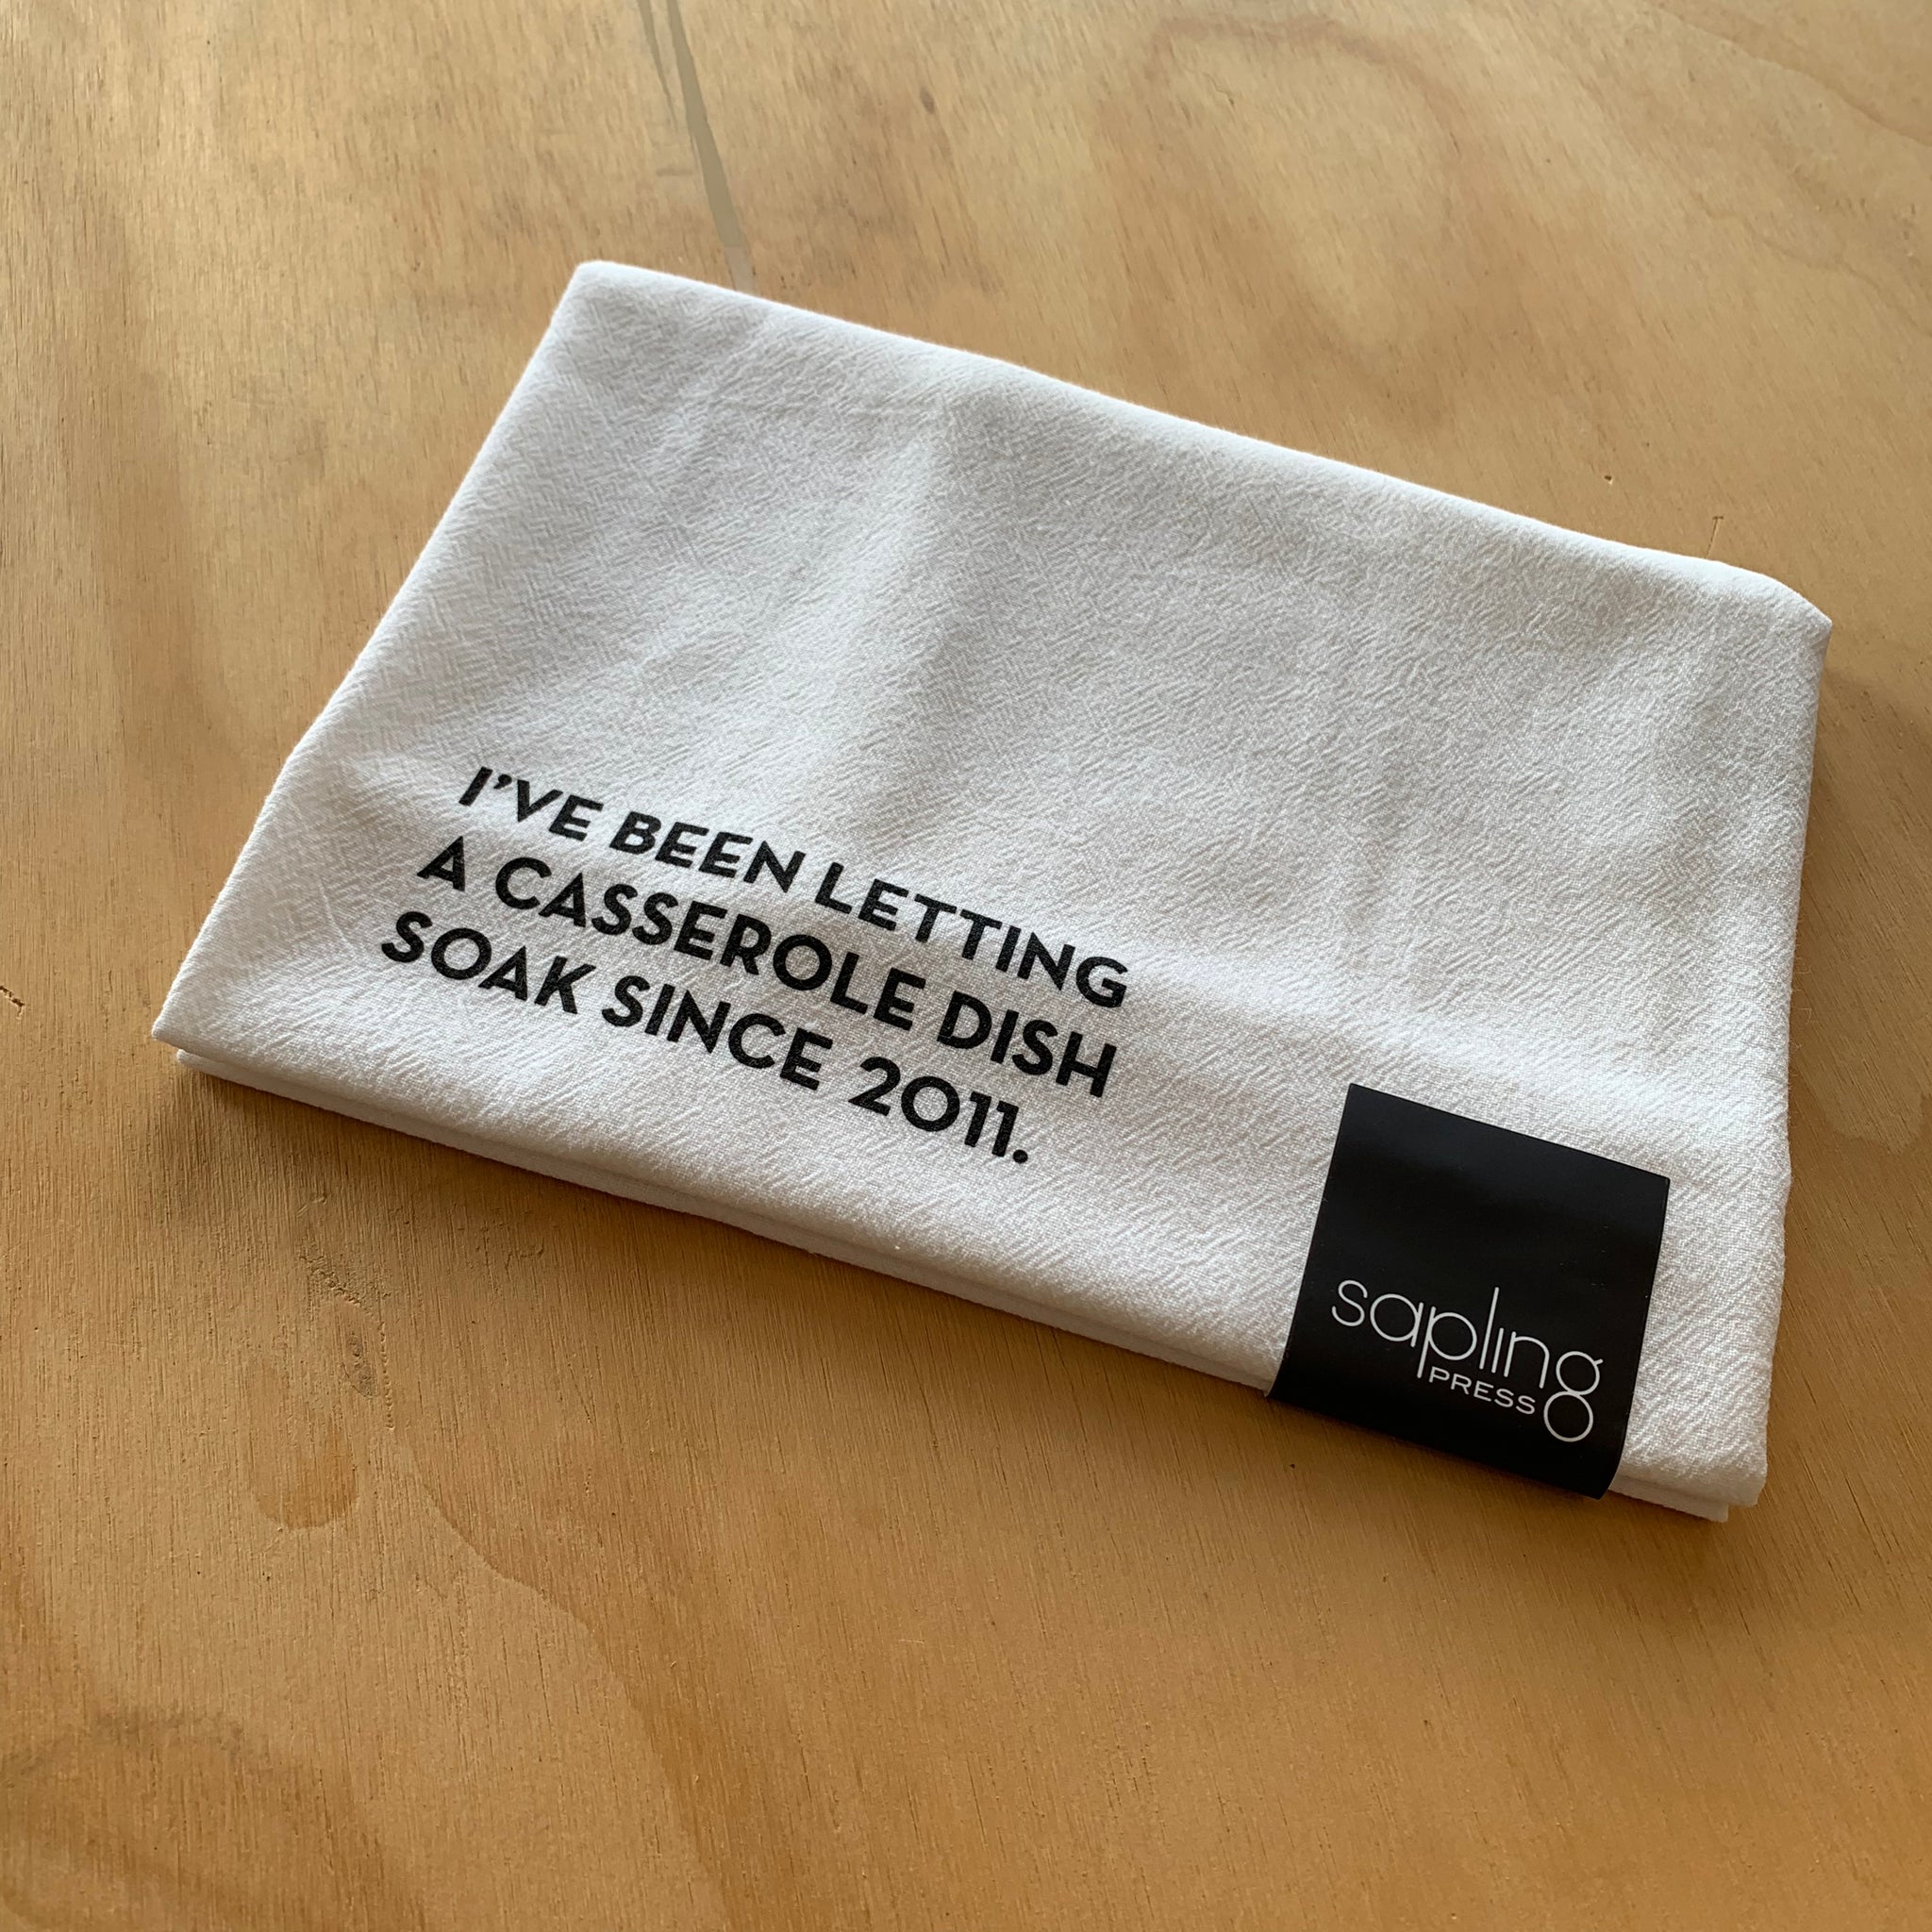 I'VE BEEN LETTING
A CASSEROLE DISH
SOAK SINCE 2011.
sapling
PRESS